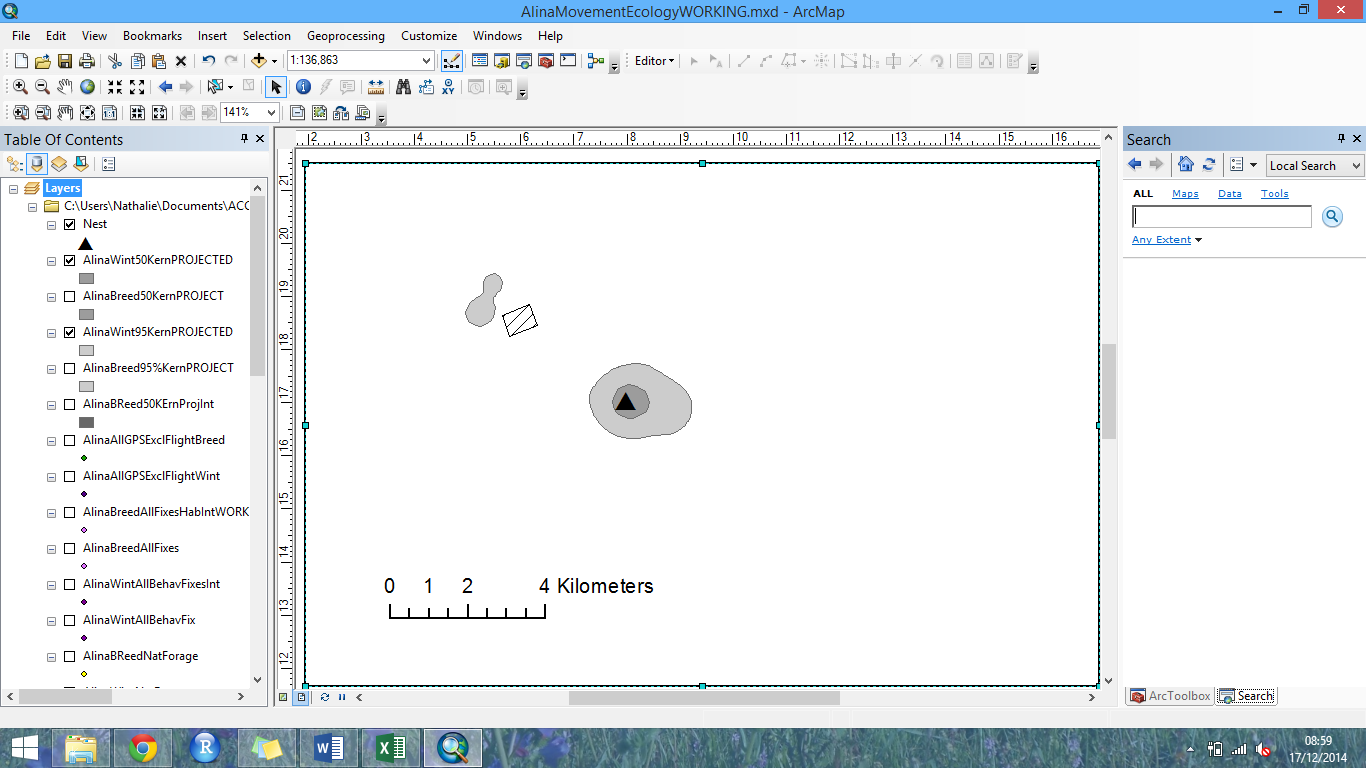 AlinaMovementEcologyWORKING.mxd - ArcMap
File Edit View Bookmarks Insert Selection Geoprocessing Customize Windows Help
1:136,863
Editor
141%
Table Of Contents
Layers
C:\Users\Nathalie\Documents\ACC
Nest
AlinaWint50KernPROJECTED
AlinaBreed50KernPROJECT
AlinaWint95KernPROJECTED
AlinaBreed95%KernPROJECT
AlinaBReed50KErnProjInt
AlinaAllGPSExclFlightBreed
AlinaAllGPSExclFlightWint
AlinaBreedAllFixesHabIntWORK
AlinaBreedAllFixes
AlinaWintAllBehavFixesInt
AlinaWintAllBehavFix
AlinaBReedNatForage
2 3 4 5 6 7 8 9 10 11 12 13 14 15 16
21
20
19
18
17
16
15
14
13
12
0 1 2 4 Kilometers
Search
Local Search
ALL Maps Data Tools
Any Extent
ArcToolbox Search
08:59
17/12/2014